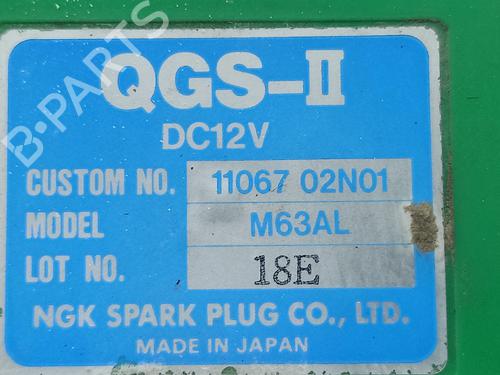 QGS-II
DC12V
CUSTOM NO. 11067 02N01
MODEL M63AL
LOT NO. 18E
NGK SPARK PLUG CO., LTD.
MADE IN JAPAN
B-PARTS